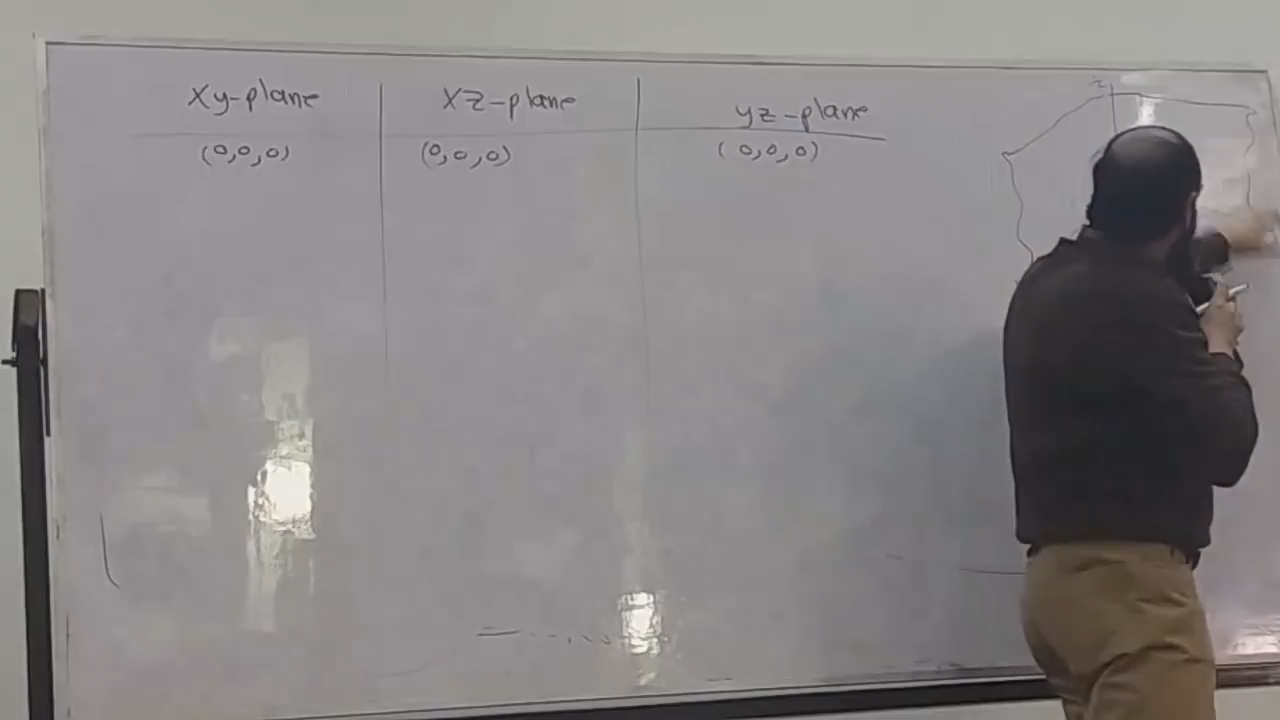 xy-plane xz-plane yz-plane
(0,0,0) (0,0,0) (0,0,0)
z